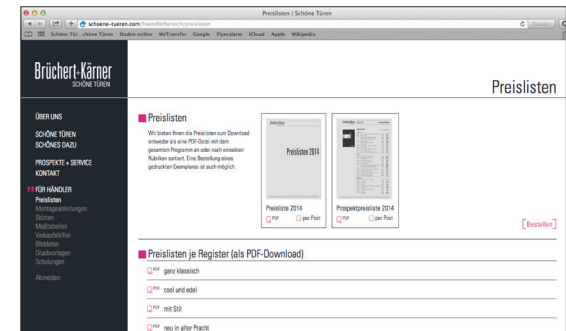 Preislisten | Schöne Türen
schoene-tueren.com/haendlerbereich/preislisten
Reader
Schöne Tür - chöne Türen Duden online WeTransfer Google Flyeralarm iCloud Apple Wikipedia
Brüchert+Kärner
SCHÖNE TÜREN
Preislisten
ÜBER UNS
SCHÖNE TÜREN
SCHÖNES DAZU
PROSPEKTE + SERVICE
KONTAKT
FÜR HÄNDLER
Preislisten
Montageanleitungen
Skizzen
Maßtabellen
Verkaufshilfen
Bilddaten
Druckvorlagen
Schulungen
Abmelden
Preislisten
Wir bieten Ihnen die Preislisten zum Download
entweder als eine PDF-Datei mit dem
gesamten Programm an oder nach einzelnen
Rubriken sortiert. Eine Bestellung eines
gedruckten Exemplares ist auch möglich.
Preislisten 2014
Preisliste 2014
PDF per Post
Prospektpreisliste 2014
PDF per Post
[Bestellen]
Preislisten je Register (als PDF-Download)
PDF ganz klassisch
PDF cool und edel
PDF mit Stil
PDF neu in alter Pracht